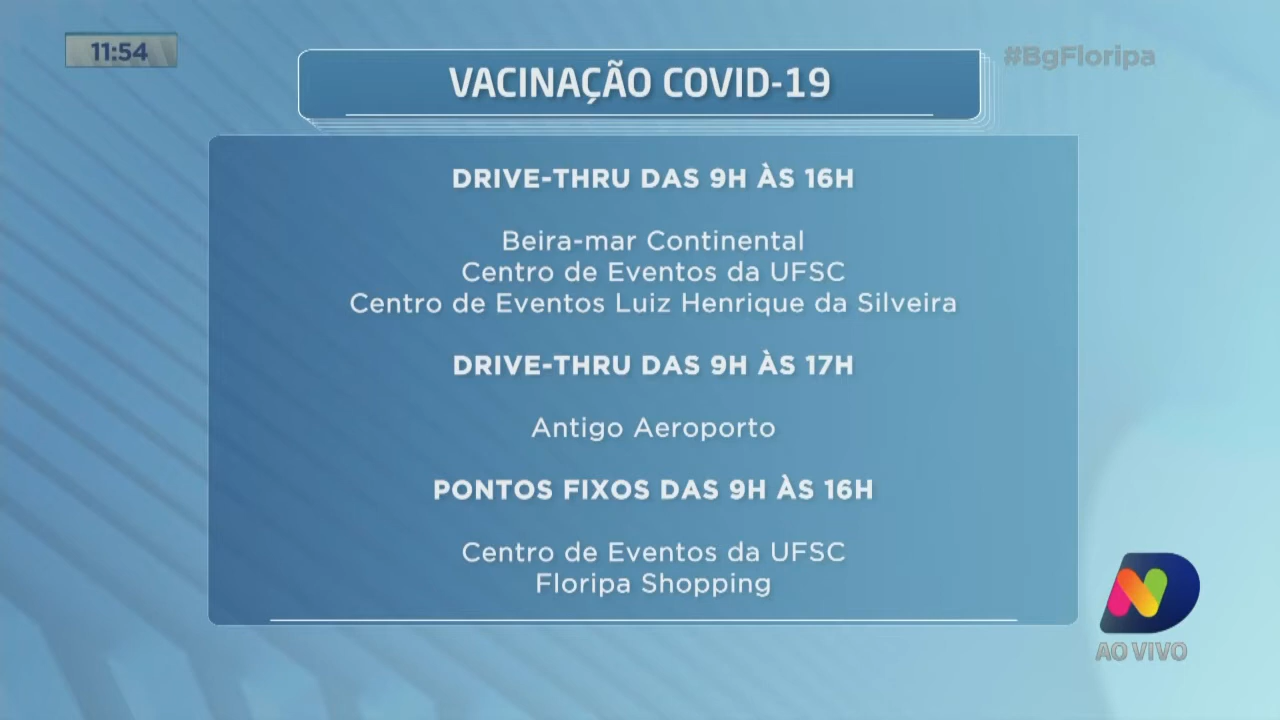 11:54
#BgFloripa
VACINAÇÃO COVID-19
DRIVE-THRU DAS 9H ÀS 16H
Beira-mar Continental
Centro de Eventos da UFSC
Centro de Eventos Luiz Henrique da Silveira
DRIVE-THRU DAS 9H ÀS 17H
Antigo Aeroporto
PONTOS FIXOS DAS 9H ÀS 16H
Centro de Eventos da UFSC
Floripa Shopping
ND
AO VIVO